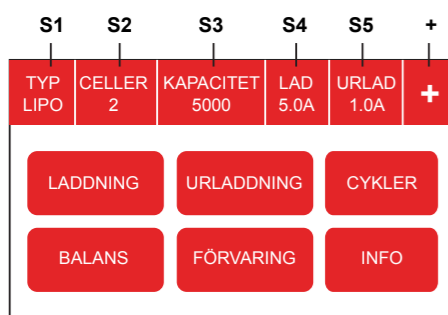 S1 S2 S3 S4 S5 +
TYP CELLER KAPACITET LAD URLAD +
LIPO 2 5000 5.0A 1.0A
LADDNING URLADDNING CYKLER
BALANS FÖRVARING INFO